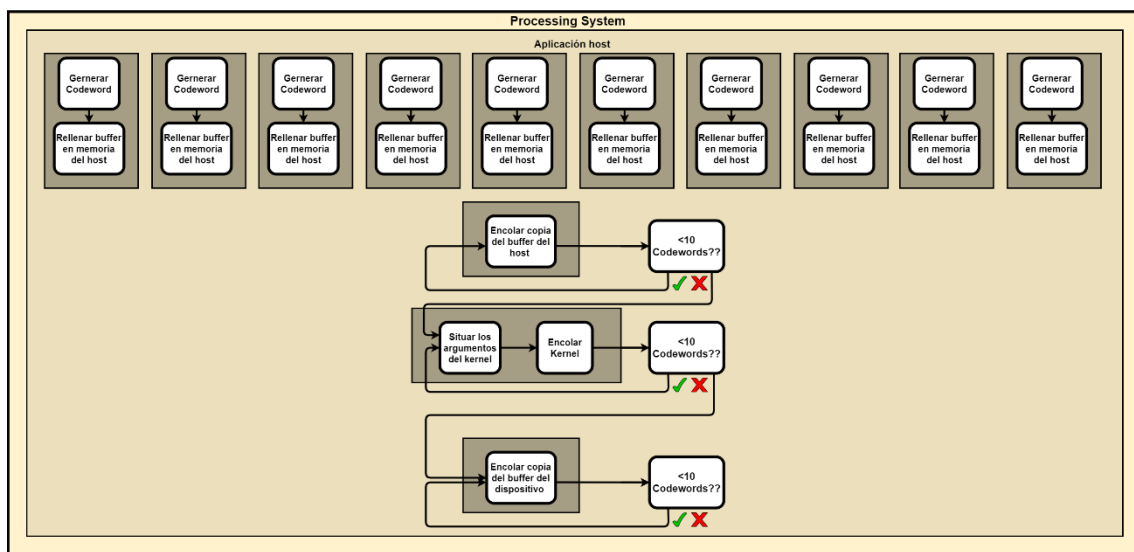 Processing System
Aplicación host
Gernerar
Codeword
Rellenar buffer
en memoria
del host
Gernerar
Codeword
Rellenar buffer
en memoria
del host
Gernerar
Codeword
Rellenar buffer
en memoria
del host
Gernerar
Codeword
Rellenar buffer
en memoria
del host
Gernerar
Codeword
Rellenar buffer
en memoria
del host
Gernerar
Codeword
Rellenar buffer
en memoria
del host
Gernerar
Codeword
Rellenar buffer
en memoria
del host
Gernerar
Codeword
Rellenar buffer
en memoria
del host
Gernerar
Codeword
Rellenar buffer
en memoria
del host
Gernerar
Codeword
Rellenar buffer
en memoria
del host
Encolar copia
del buffer del
host
<10
Codewords??
Situar los
argumentos
del kernel
Encolar
Kernel
<10
Codewords??
Encolar copia
del buffer del
dispositivo
<10
Codewords??